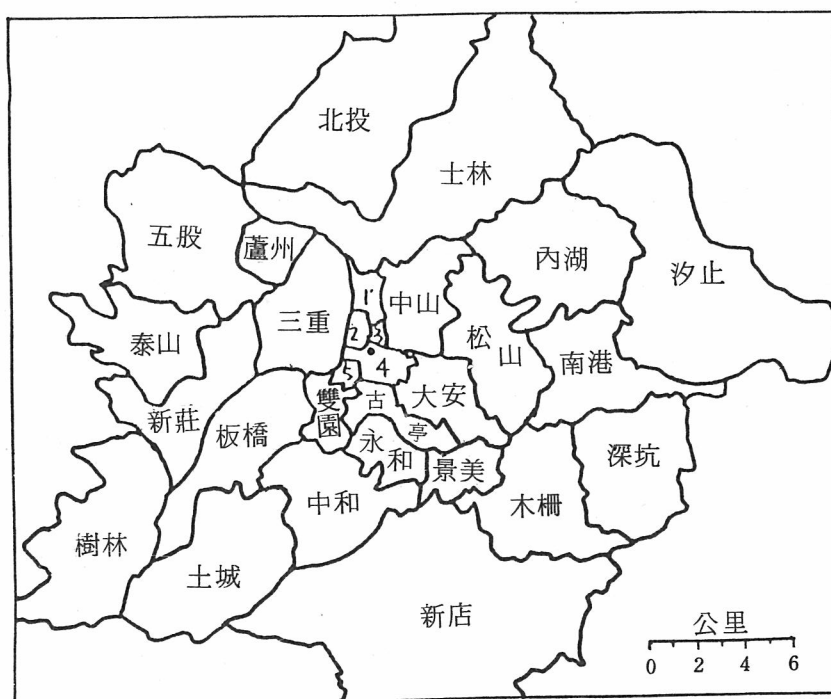 北投
士林
五股
蘆州
內湖
汐止
1
中山
三重
2
3
松山
泰山
4
南港
5
大安
雙園
古亭
新莊
板橋
永和
景美
深坑
中和
木柵
樹林
土城
新店
公里
0 2 4 6